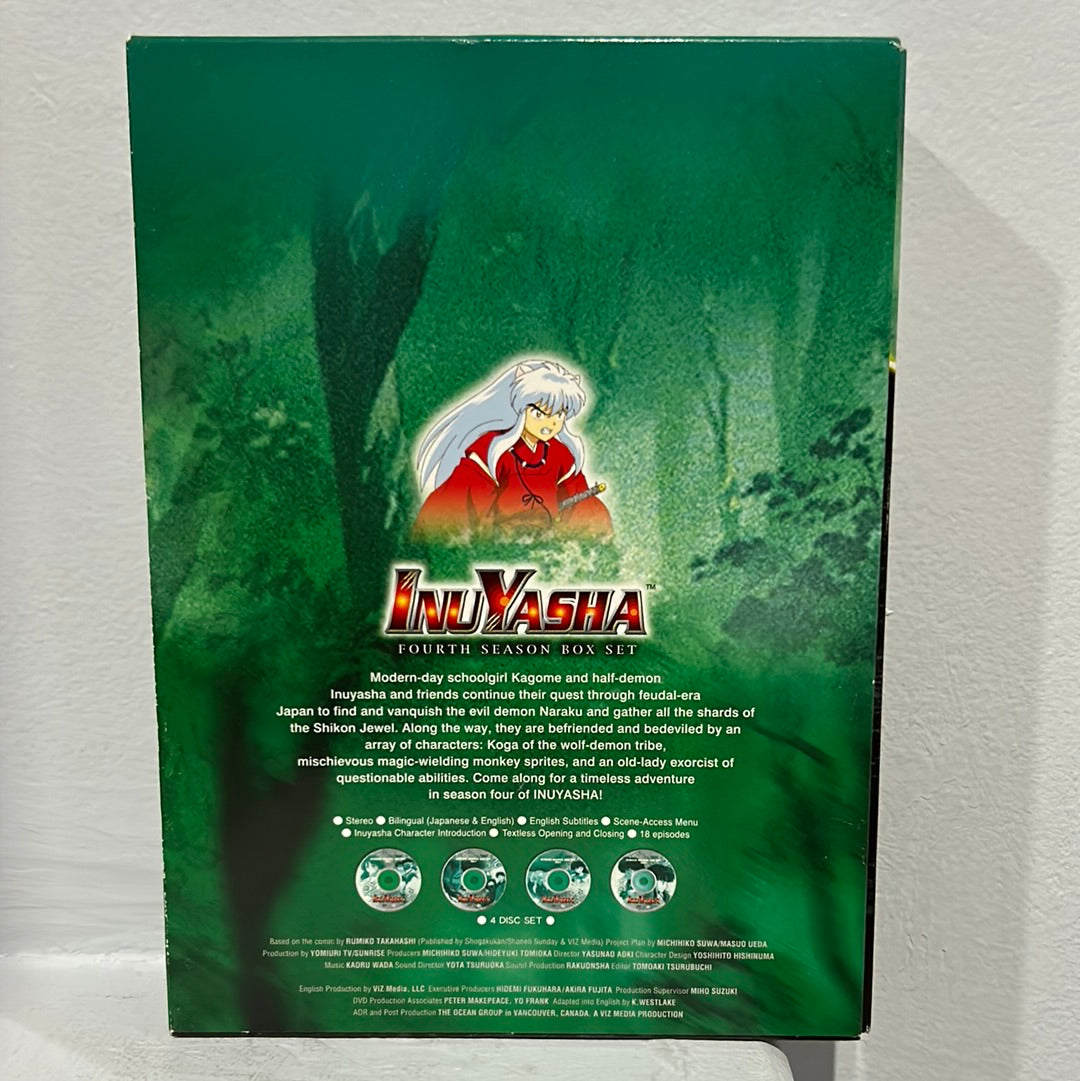 INUYASHA™
FOURTH SEASON BOX SET
Modern-day schoolgirl Kagome and half-demon
Inuyasha and friends continue their quest through feudal-era
Japan to find and vanquish the evil demon Naraku and gather all the shards of
the Shikon Jewel. Along the way, they are befriended and bedeviled by an
array of characters: Koga of the wolf-demon tribe,
mischievous magic-wielding monkey sprites, and an old-lady exorcist of
questionable abilities. Come along for a timeless adventure
in season four of INUYASHA!
● Stereo ● Bilingual (Japanese & English) ● English Subtitles ● Scene-Access Menu
● Inuyasha Character Introduction ● Textless Opening and Closing ● 18 episodes
● 4 DISC SET ●
Based on the comic by RUMIKO TAKAHASHI (Published by Shogakukan/Shonen Sunday & VIZ Media) Project Plan by MICHIHIKO SUWA/MASUO UEDA
Production by YOMIURI TV/SUNRISE Producers MICHIHIKO SUWA/HIDEYUKI TOMIOKA Director YASUNAO AOKI Character Design YOSHIHITO HISHINUMA
Music KAORU WADA Sound Director YOTA TSURUOKA Sound Production RAKUONSHA Editor TOMOAKI TSURUBUCHI
English Production by VIZ Media, LLC Executive Producers HIDEMI FUKUHARA/AKIRA FUJITA Production Supervisor MIHO SUZUKI
DVD Production Associates PETER MAKEPEACE, YO FRANK Adapted into English by K.WESTLAKE
ADR and Post Production THE OCEAN GROUP in VANCOUVER, CANADA. A VIZ MEDIA PRODUCTION